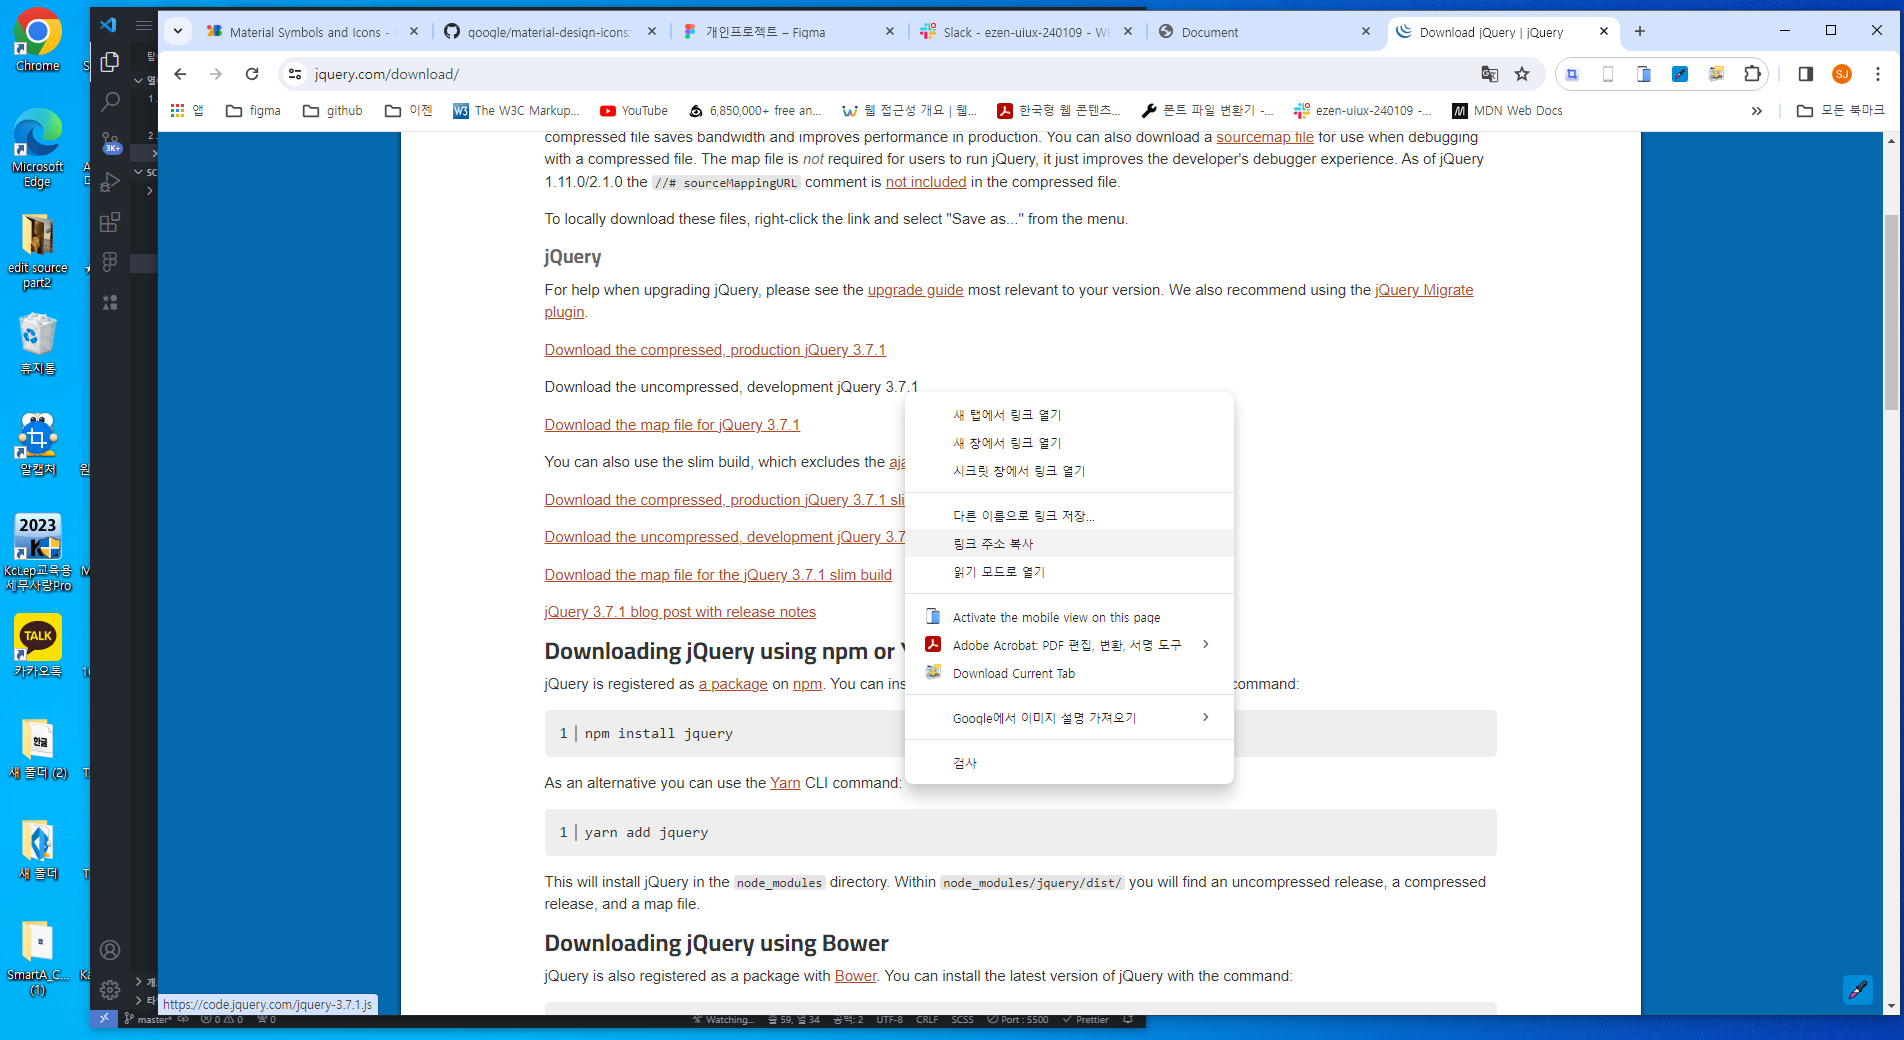 Material Symbols and Icons -
google/material-design-icons:
개인프로젝트 – Figma
Slack - ezen-uiux-240109 - WE
Document
Download jQuery | jQuery
jquery.com/download/
SJ
앱
figma
github
이젠
The W3C Markup...
YouTube
6,850,000+ free an...
웹 접근성 개요 | 웹...
한국형 웹 콘텐츠...
폰트 파일 변환기 -...
ezen-uiux-240109 -...
MDN Web Docs
모든 북마크
Chrome
Microsoft
Edge
edit source
part2
휴지통
알캡처
2023
KcLep교육용
세무사랑Pro
TALK
카카오톡
한글
새 폴더 (2)
새 폴더
SmartA_C...
(1)
3K+
compressed file saves bandwidth and improves performance in production. You can also download a sourcemap file for use when debugging
with a compressed file. The map file is not required for users to run jQuery, it just improves the developer's debugger experience. As of jQuery
1.11.0/2.1.0 the //# sourceMappingURL comment is not included in the compressed file.
To locally download these files, right-click the link and select "Save as..." from the menu.
jQuery
For help when upgrading jQuery, please see the upgrade guide most relevant to your version. We also recommend using the jQuery Migrate
plugin.
Download the compressed, production jQuery 3.7.1
Download the uncompressed, development jQuery 3.7.1
Download the map file for jQuery 3.7.1
You can also use the slim build, which excludes the aja
Download the compressed, production jQuery 3.7.1 sli
Download the uncompressed, development jQuery 3.7
Download the map file for the jQuery 3.7.1 slim build
jQuery 3.7.1 blog post with release notes
Downloading jQuery using npm or Y
jQuery is registered as a package on npm. You can ins
command:
1 npm install jquery
As an alternative you can use the Yarn CLI command:
1 yarn add jquery
This will install jQuery in the node_modules directory. Within node_modules/jquery/dist/ you will find an uncompressed release, a compressed
release, and a map file.
Downloading jQuery using Bower
jQuery is also registered as a package with Bower. You can install the latest version of jQuery with the command:
새 탭에서 링크 열기
새 창에서 링크 열기
시크릿 창에서 링크 열기
다른 이름으로 링크 저장...
링크 주소 복사
읽기 모드로 열기
Activate the mobile view on this page
Adobe Acrobat: PDF 편집, 변환, 서명 도구
Download Current Tab
Google에서 이미지 설명 가져오기
검사
https://code.jquery.com/jquery-3.7.1.js
master*
0 0
0
Watching...
줄 59, 열 34
공백: 2
UTF-8
CRLF
SCSS
Port : 5500
Prettier